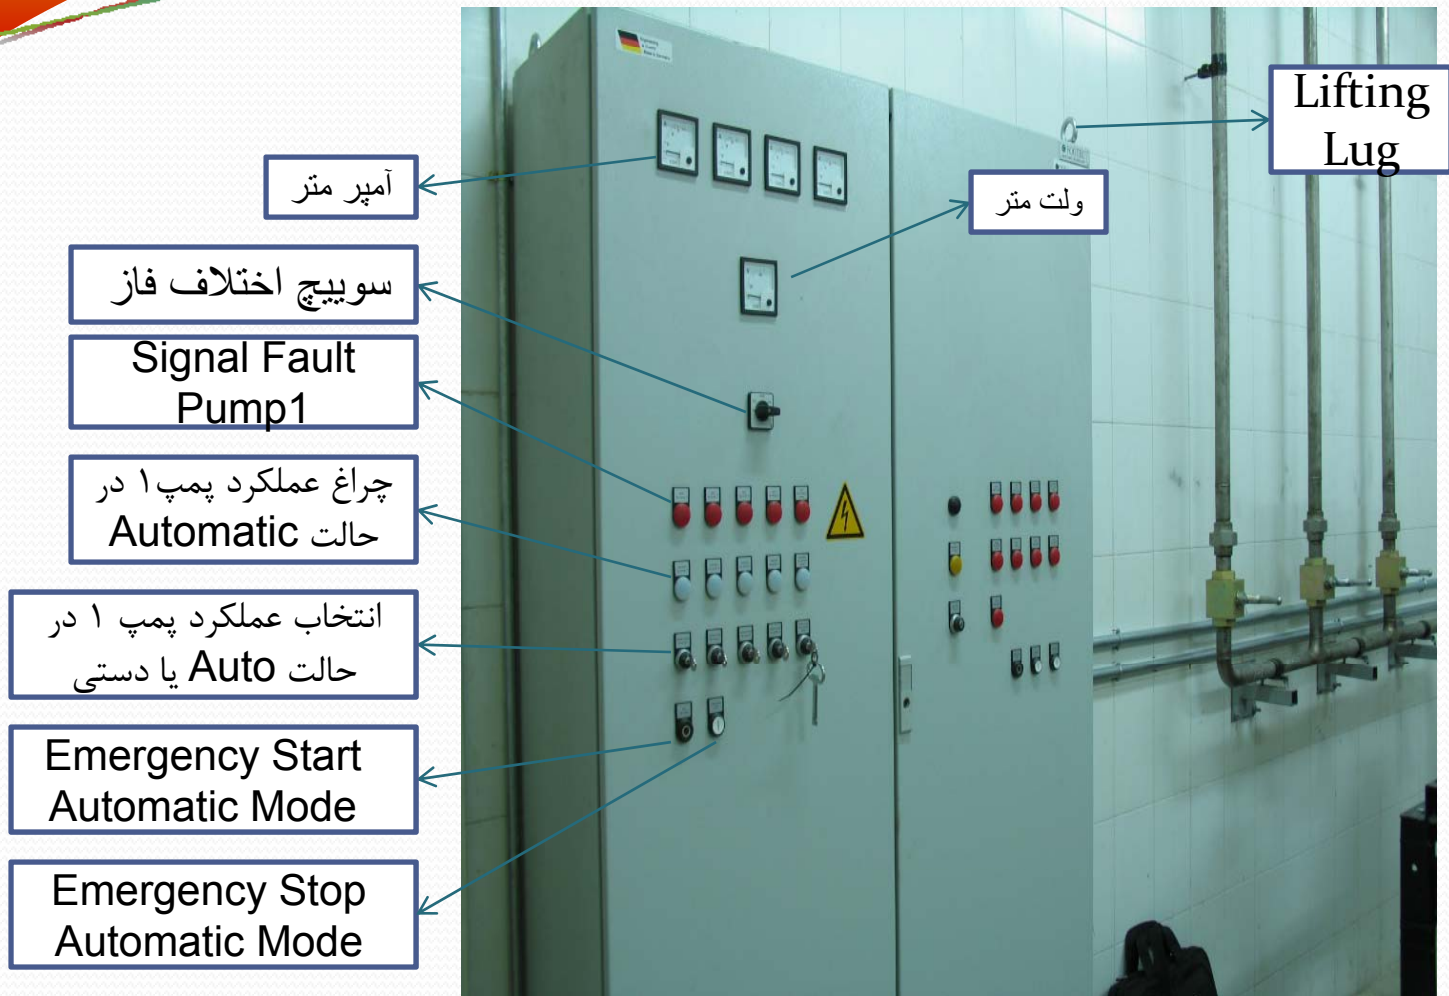 Lifting
Lug
آمپر متر
ولت متر
سوییچ اختلاف فاز
Signal Fault
Pump1
چراغ عملکرد پمپ۱ در
حالت Automatic
انتخاب عملکرد پمپ ۱ در
حالت Auto یا دستی
Emergency Start
Automatic Mode
Emergency Stop
Automatic Mode